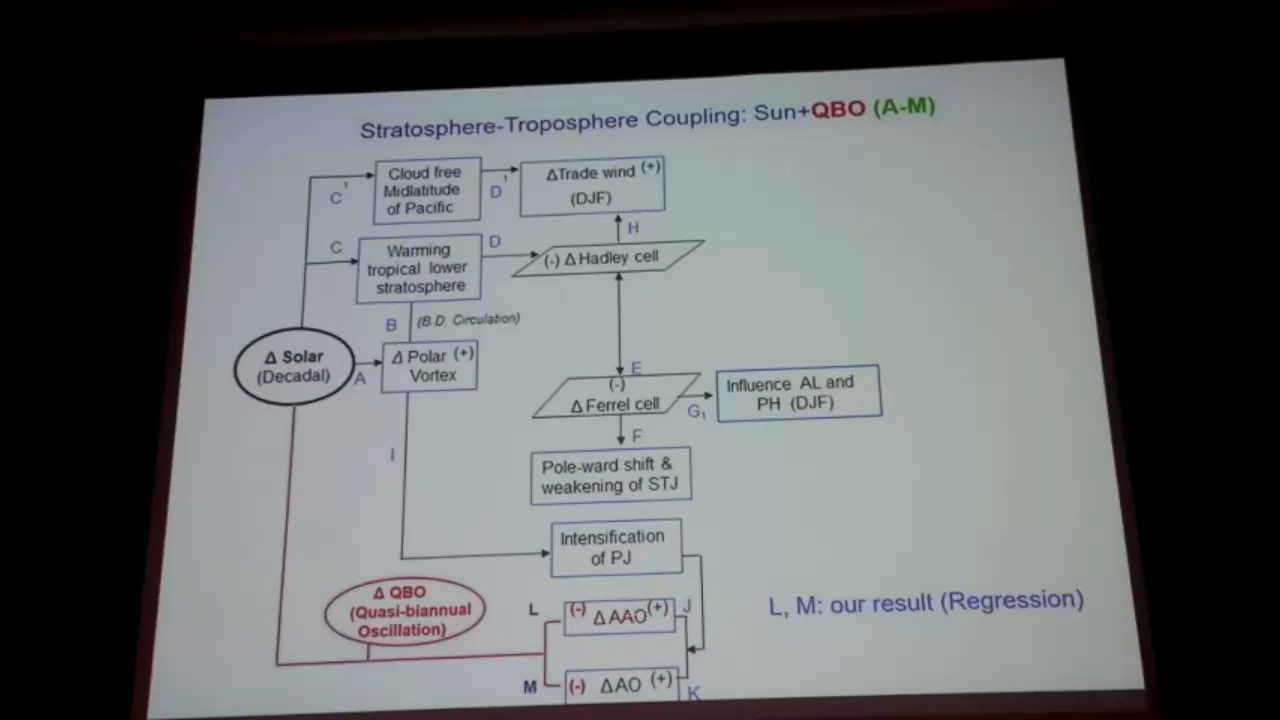 Stratosphere-Troposphere Coupling: Sun+QBO (A-M)
C'
Cloud free
Midlatitude
of Pacific
D'
ΔTrade wind (+)
(DJF)
H
C
Warming
tropical lower
stratosphere
D
(-) Δ Hadley cell
B
(B.D. Circulation)
Δ Solar
(Decadal)
A
Δ Polar (+)
Vortex
E
(-)
Δ Ferrel cell
G1
Influence AL and
PH (DJF)
F
I
Pole-ward shift &
weakening of STJ
Intensification
of PJ
Δ QBO
(Quasi-biannual
Oscillation)
L
(-) ΔAAO (+)
J
L, M: our result (Regression)
M
(-) ΔAO (+)
K